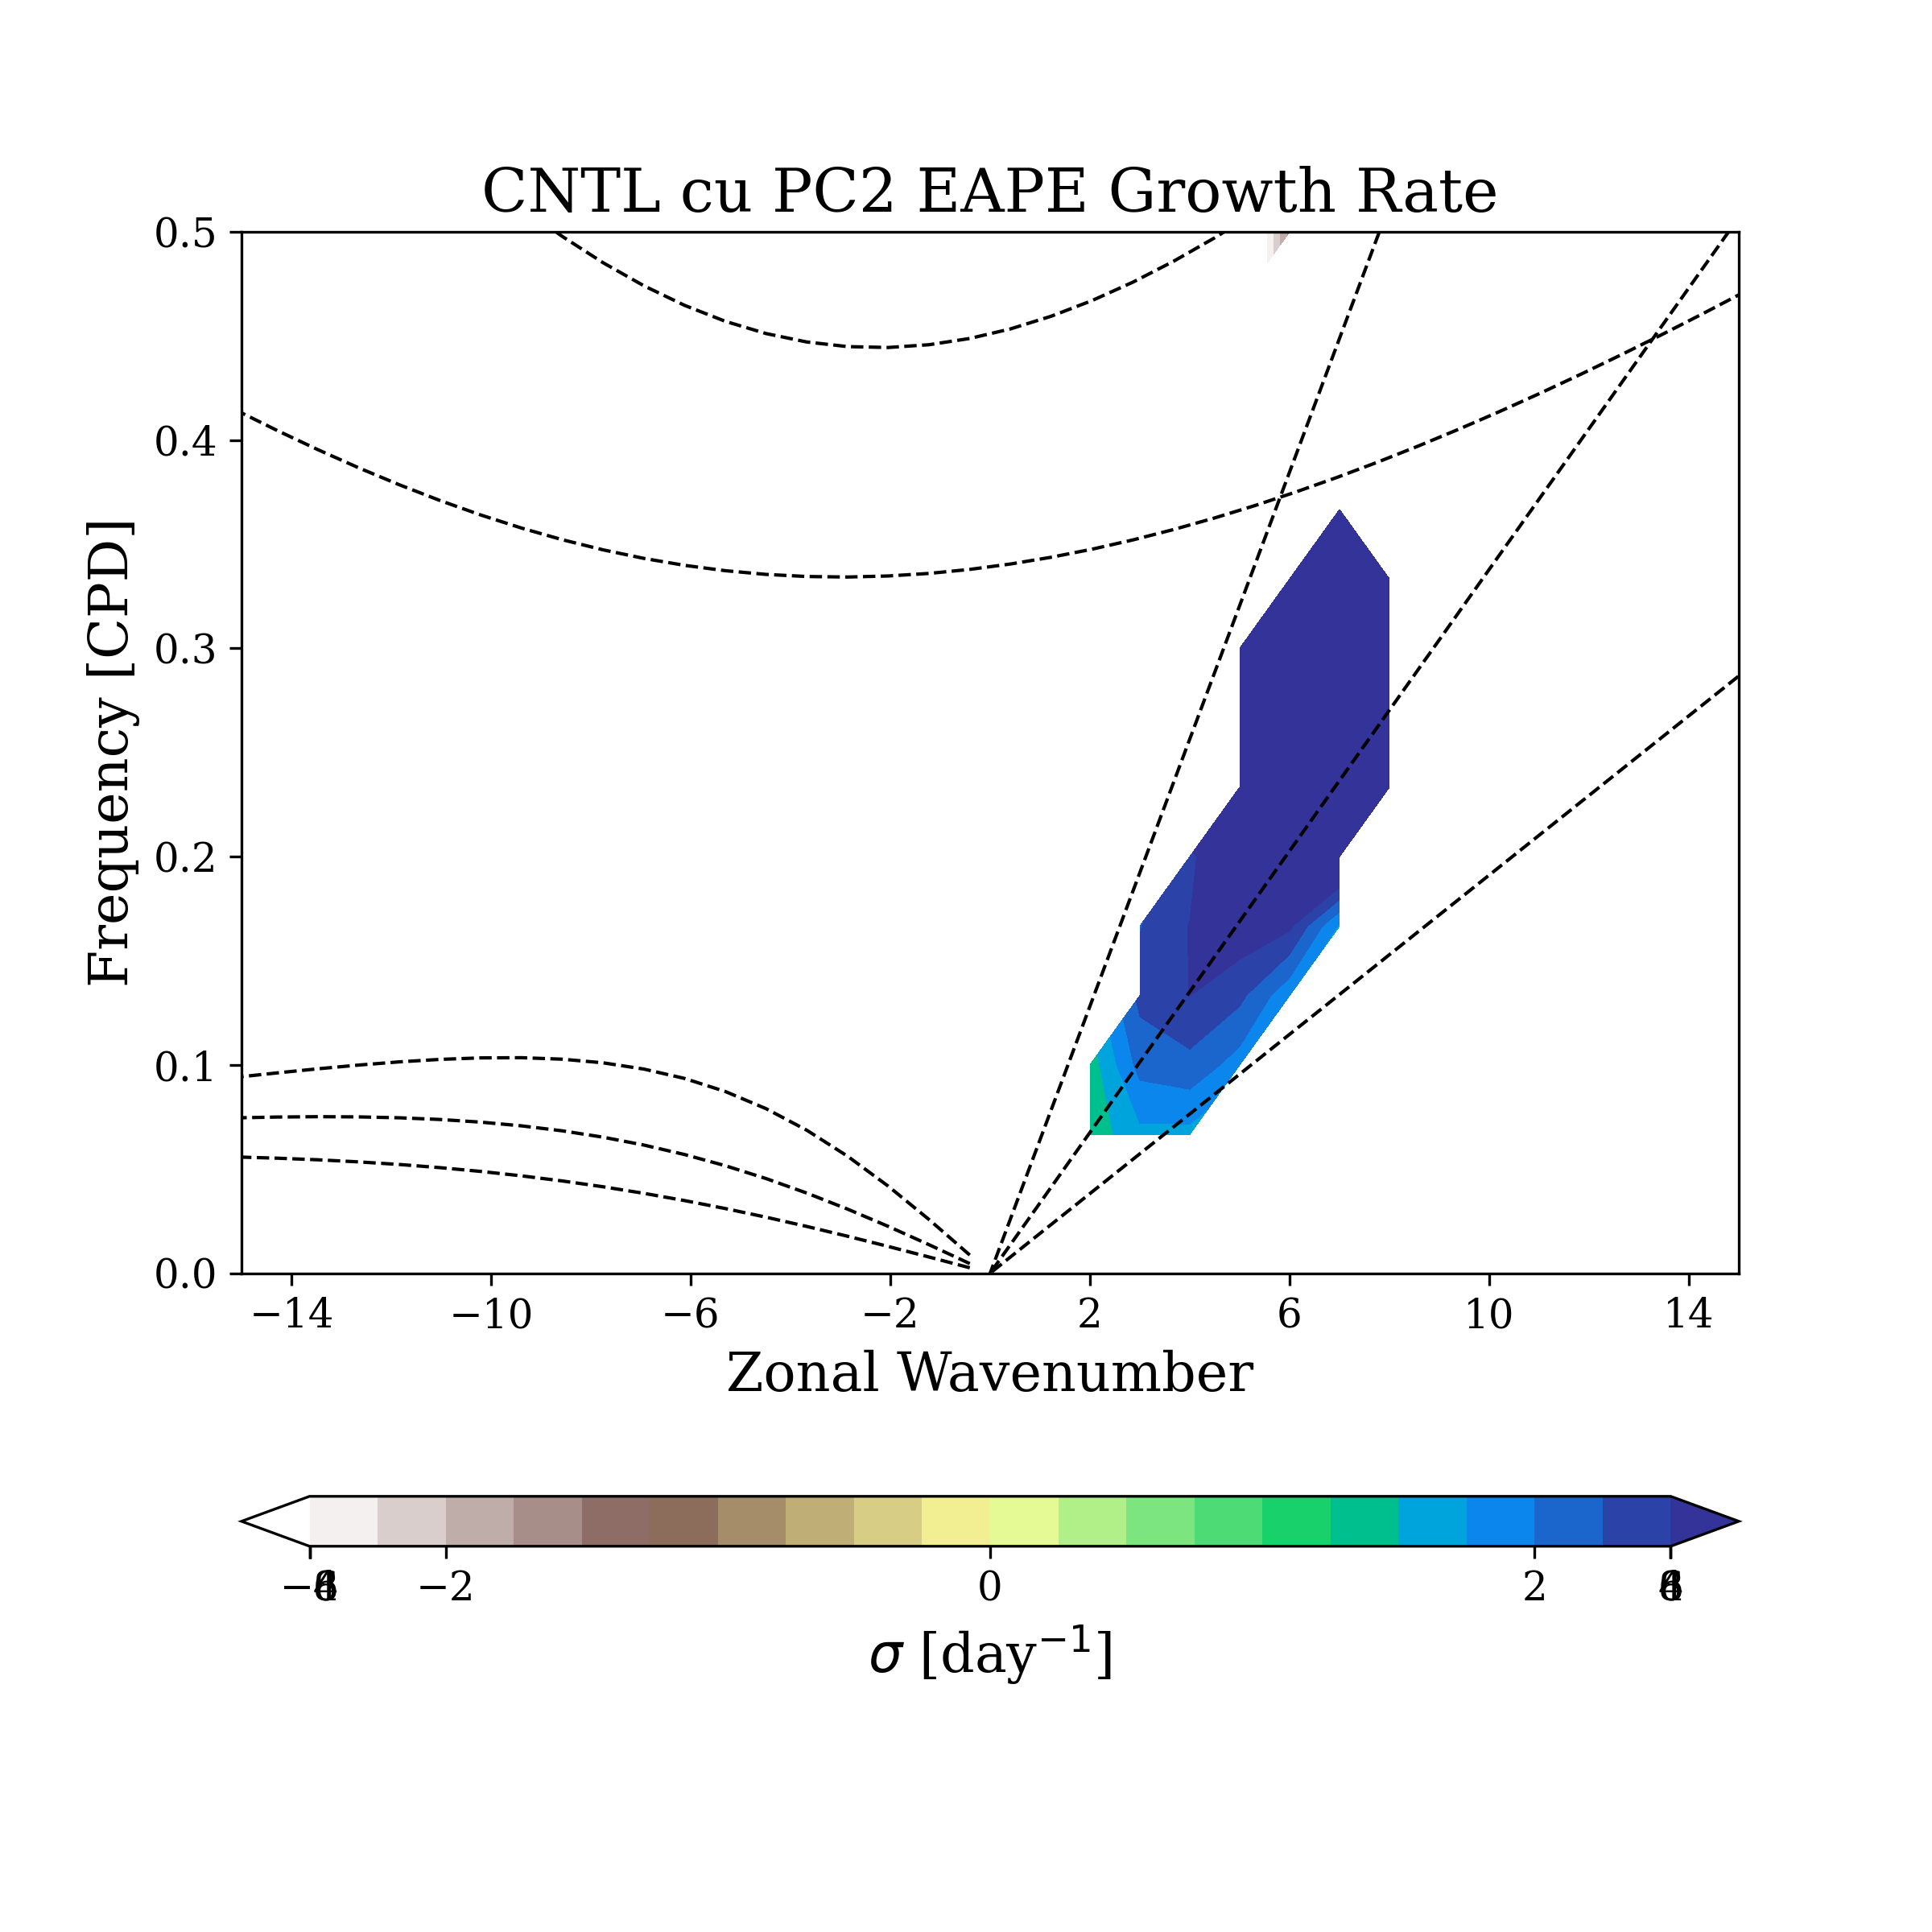 CNTL cu PC2 EAPE Growth Rate
0.5
0.4
0.3
0.2
0.1
0.0
Frequency [CPD]
−14 −10 −6 −2 2 6 10 14
Zonal Wavenumber
−2 0 2
σ [day⁻¹]